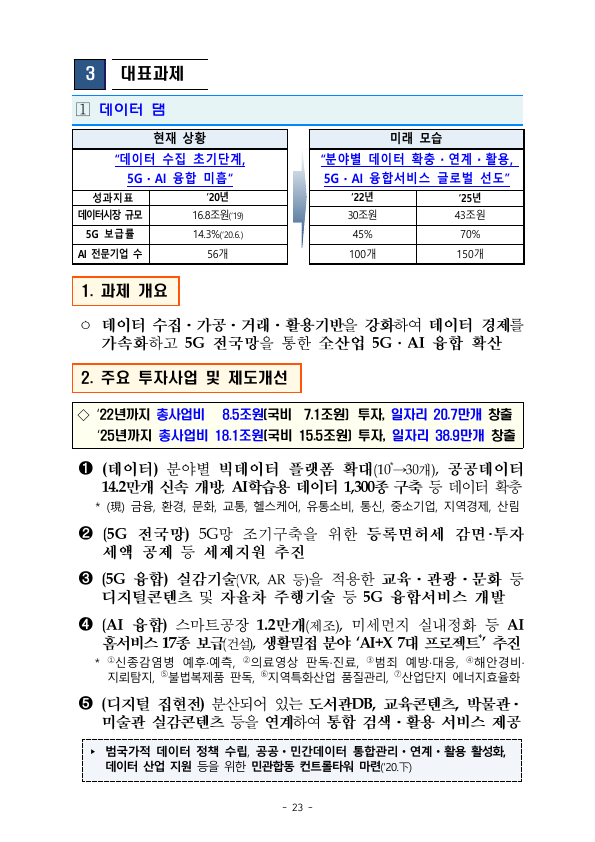 3 대표과제
1 데이터 댐
현재 상황
“데이터 수집 초기단계,
5G·AI 융합 미흡”
성과지표 ’20년
데이터시장 규모 16.8조원(’19)
5G 보급률 14.3%(’20.6.)
AI 전문기업 수 56개
미래 모습
“분야별 데이터 확충·연계·활용,
5G·AI 융합서비스 글로벌 선도”
’22년 ’25년
30조원 43조원
45% 70%
100개 150개
1. 과제 개요
ㅇ 데이터 수집·가공·거래·활용기반을 강화하여 데이터 경제를
가속화하고 5G 전국망을 통한 全산업 5G·AI 융합 확산
2. 주요 투자사업 및 제도개선
◇ ’22년까지 총사업비 8.5조원(국비 7.1조원) 투자, 일자리 20.7만개 창출
’25년까지 총사업비 18.1조원(국비 15.5조원) 투자, 일자리 38.9만개 창출
❶ (데이터) 분야별 빅데이터 플랫폼 확대(10*→30개), 공공데이터
14.2만개 신속 개방, AI학습용 데이터 1,300종 구축 등 데이터 확충
* (現) 금융, 환경, 문화, 교통, 헬스케어, 유통소비, 통신, 중소기업, 지역경제, 산림
❷ (5G 전국망) 5G망 조기구축을 위한 등록면허세 감면·투자
세액 공제 등 세제지원 추진
❸ (5G 융합) 실감기술(VR, AR 등)을 적용한 교육·관광·문화 등
디지털콘텐츠 및 자율차 주행기술 등 5G 융합서비스 개발
❹ (AI 융합) 스마트공장 1.2만개(제조), 미세먼지 실내정화 등 AI
홈서비스 17종 보급(건설), 생활밀접 분야 ‘AI+X 7대 프로젝트*’ 추진
* ①신종감염병 예후·예측, ②의료영상 판독·진료, ③범죄 예방·대응, ④해안경비·
지뢰탐지, ⑤불법복제품 판독, ⑥지역특화산업 품질관리, ⑦산업단지 에너지효율화
❺ (디지털 집현전) 분산되어 있는 도서관DB, 교육콘텐츠, 박물관·
미술관 실감콘텐츠 등을 연계하여 통합 검색·활용 서비스 제공
▸ 범국가적 데이터 정책 수립, 공공·민간데이터 통합관리·연계·활용 활성화,
데이터 산업 지원 등을 위한 민관합동 컨트롤타워 마련(’20.下)
- 23 -